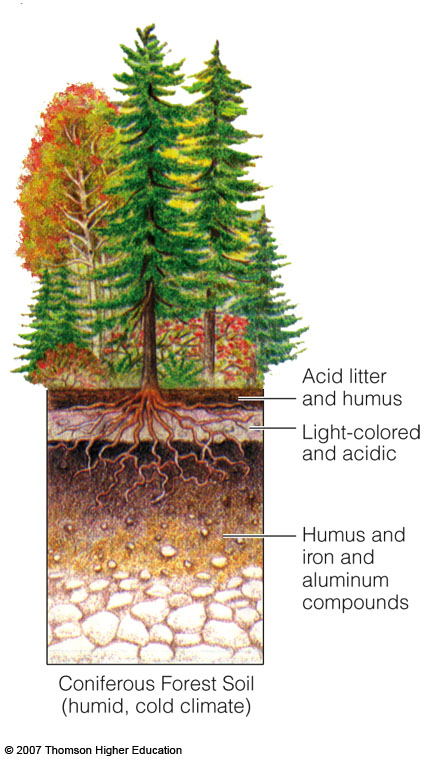 Acid litter
and humus
Light-colored
and acidic
Humus and
iron and
aluminum
compounds
Coniferous Forest Soil
(humid, cold climate)
© 2007 Thomson Higher Education